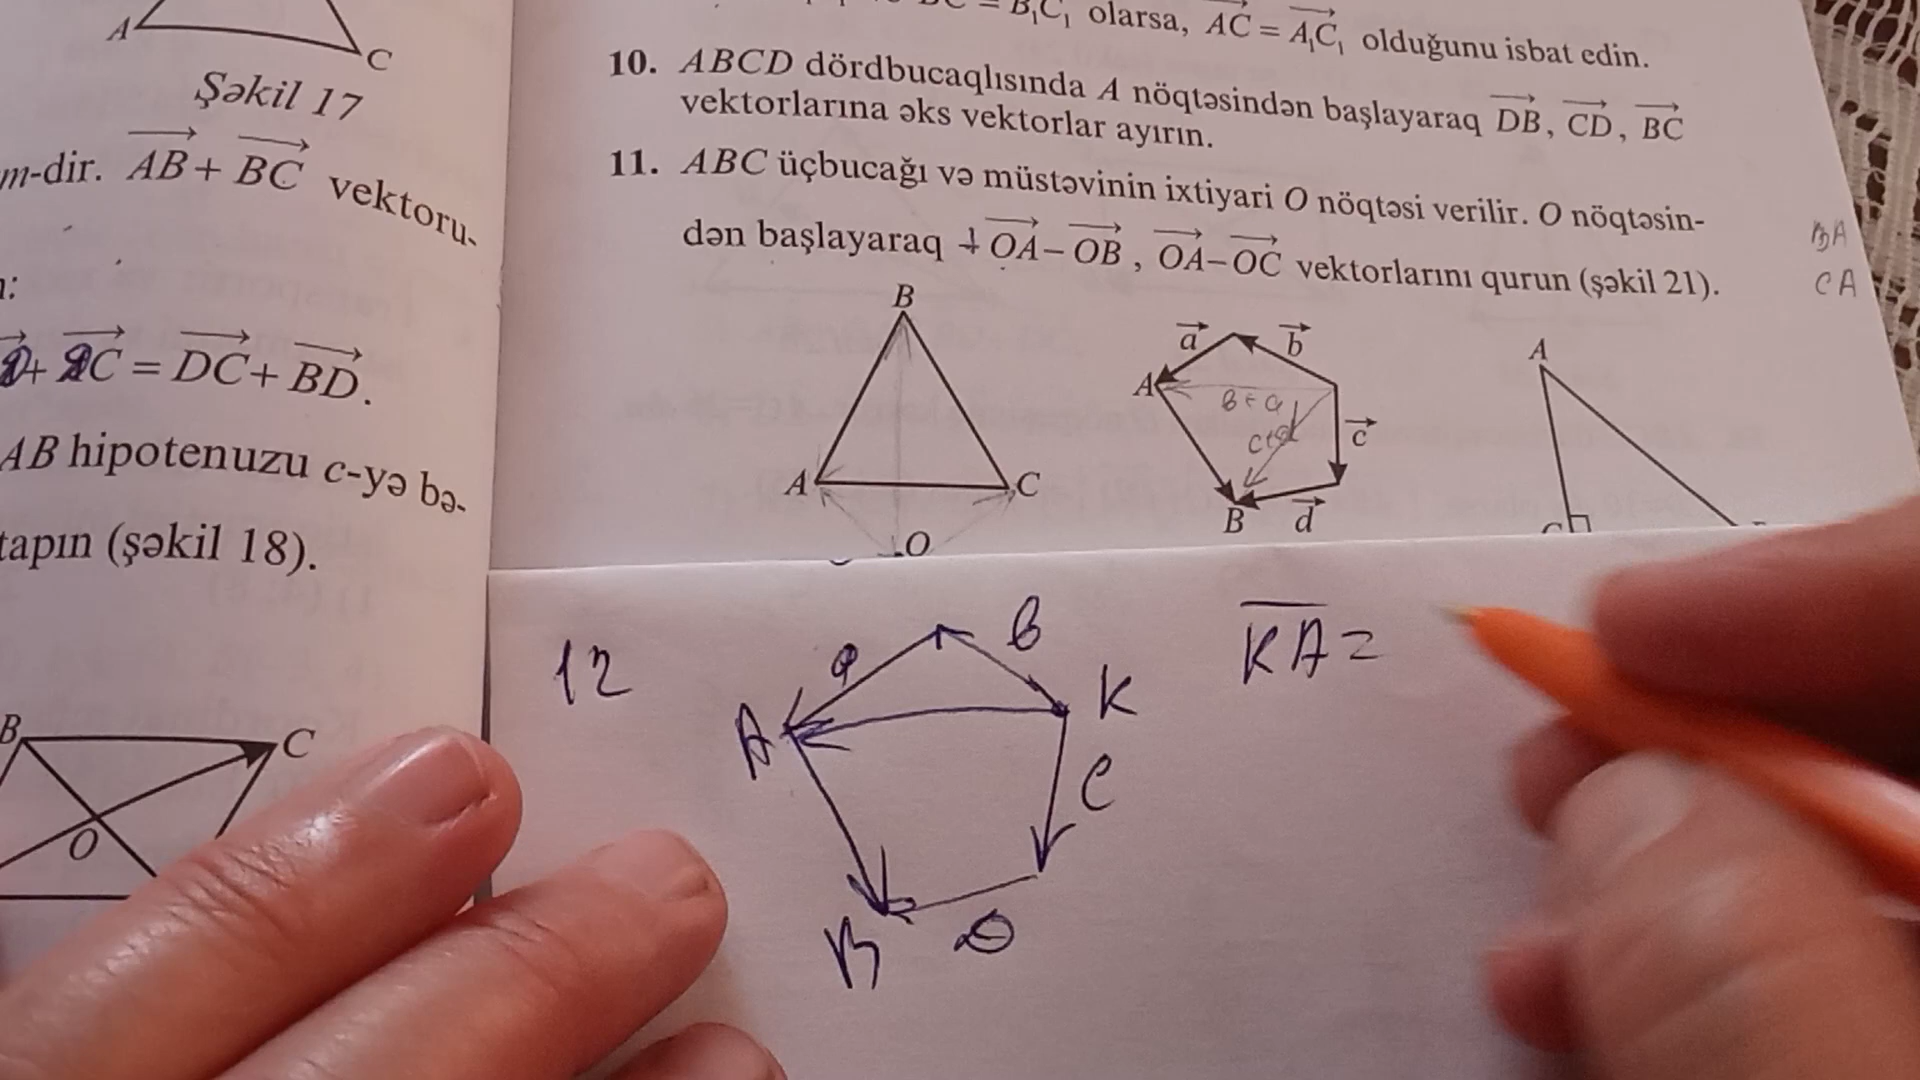 A
C
Şəkil 17
m-dir. AB + BC vektoru-
C = DC + BD.
AB hipotenuzu c-yə bə-
tapın (şəkil 18).
B
C
O
B₁C₁ olarsa, AC = A₁C₁ olduğunu isbat edin.
10. ABCD dördbucaqlısında A nöqtəsindən başlayaraq DB, CD, BC
vektorlarına əks vektorlar ayırın.
11. ABC üçbucağı və müstəvinin ixtiyari O nöqtəsi verilir. O nöqtəsin-
dən başlayaraq + OA – OB, OA – OC vektorlarını qurun (şəkil 21).
BA
CA
B
A
C
O
a
b
A
b + a
c+d
c
B
d
A
12
a
b
K
A
c
B
KA =